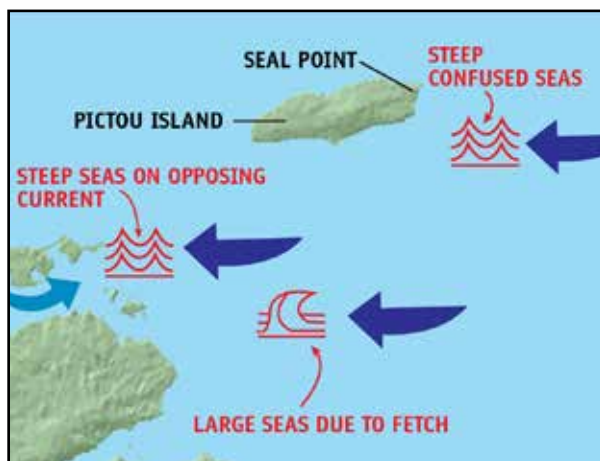 SEAL POINT
STEEP
CONFUSED SEAS
PICTOU ISLAND
STEEP SEAS ON OPPOSING
CURRENT
LARGE SEAS DUE TO FETCH